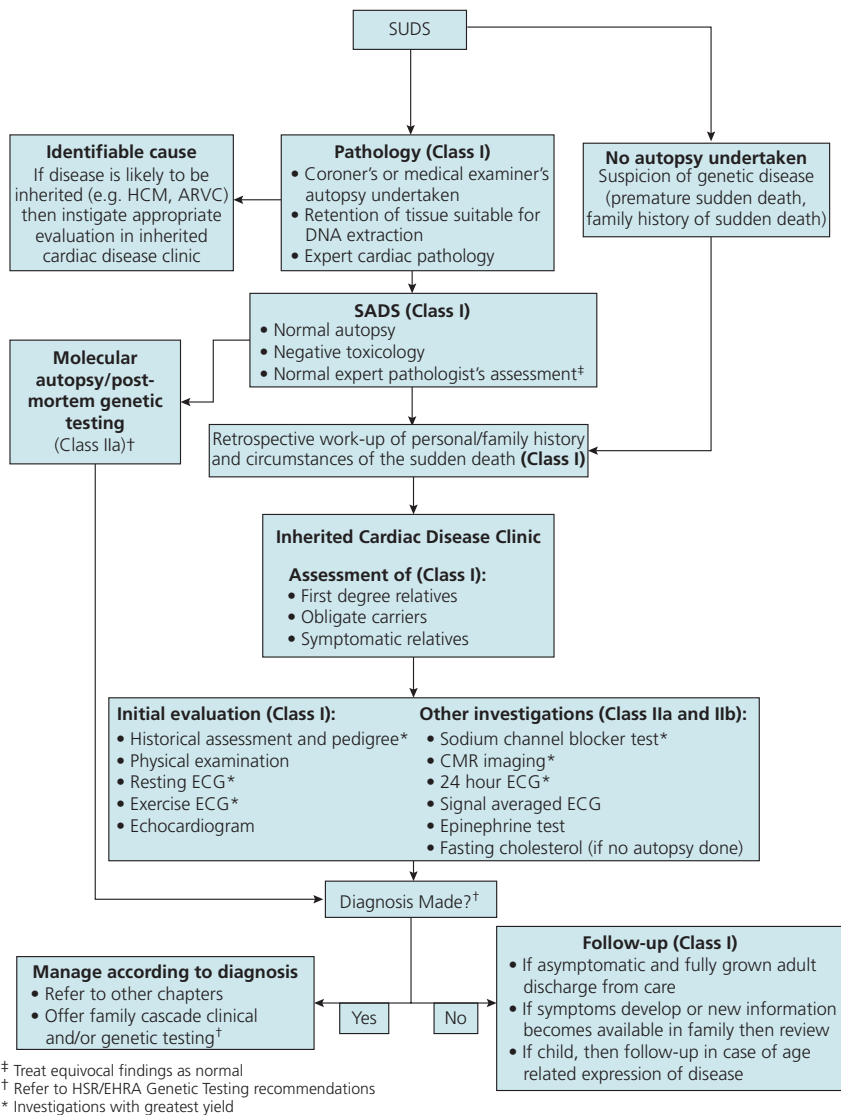 SUDS
Identifiable cause
If disease is likely to be
inherited (e.g. HCM, ARVC)
then instigate appropriate
evaluation in inherited
cardiac disease clinic
Pathology (Class I)
• Coroner's or medical examiner's
autopsy undertaken
• Retention of tissue suitable for
DNA extraction
• Expert cardiac pathology
No autopsy undertaken
Suspicion of genetic disease
(premature sudden death,
family history of sudden death)
SADS (Class I)
• Normal autopsy
• Negative toxicology
• Normal expert pathologist's assessment‡
Molecular
autopsy/post-
mortem genetic
testing
(Class IIa)†
Retrospective work-up of personal/family history
and circumstances of the sudden death (Class I)
Inherited Cardiac Disease Clinic
Assessment of (Class I):
• First degree relatives
• Obligate carriers
• Symptomatic relatives
Initial evaluation (Class I):
• Historical assessment and pedigree*
• Physical examination
• Resting ECG*
• Exercise ECG*
• Echocardiogram
Other investigations (Class IIa and IIb):
• Sodium channel blocker test*
• CMR imaging*
• 24 hour ECG*
• Signal averaged ECG
• Epinephrine test
• Fasting cholesterol (if no autopsy done)
Diagnosis Made?†
Manage according to diagnosis
• Refer to other chapters
• Offer family cascade clinical
and/or genetic testing†
Yes
No
Follow-up (Class I)
• If asymptomatic and fully grown adult
discharge from care
• If symptoms develop or new information
becomes available in family then review
• If child, then follow-up in case of age
related expression of disease
‡ Treat equivocal findings as normal
† Refer to HSR/EHRA Genetic Testing recommendations
* Investigations with greatest yield